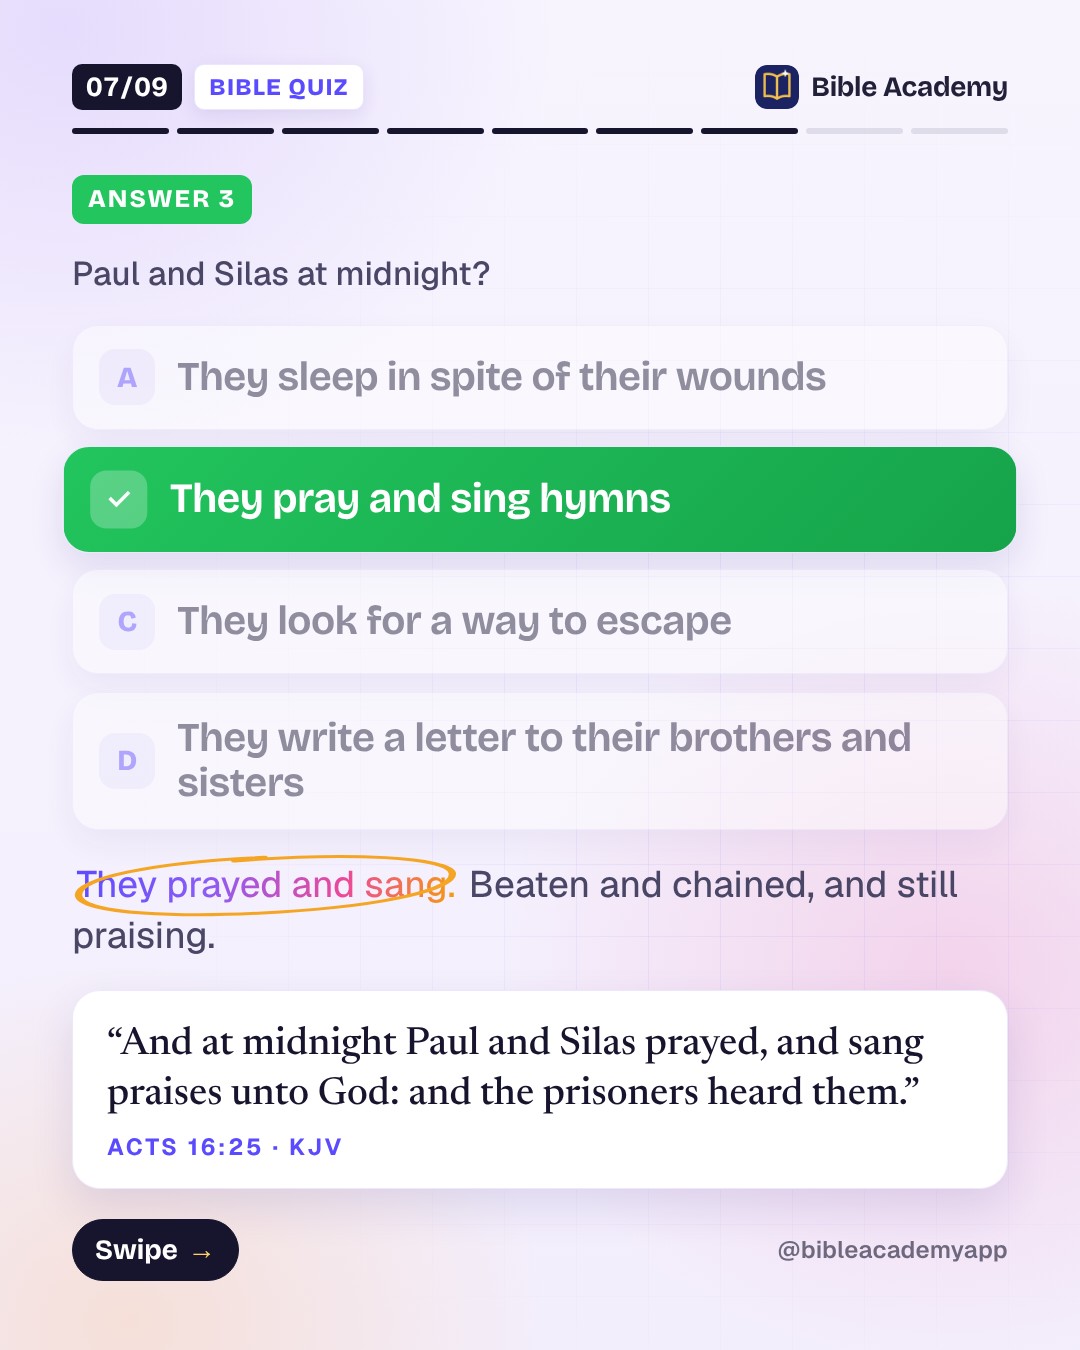 07/09
BIBLE QUIZ
Bible Academy
ANSWER 3
Paul and Silas at midnight?
A
They sleep in spite of their wounds
They pray and sing hymns
C
They look for a way to escape
D
They write a letter to their brothers and
sisters
They prayed and sang. Beaten and chained, and still
praising.
“And at midnight Paul and Silas prayed, and sang
praises unto God: and the prisoners heard them.”
ACTS 16:25 · KJV
Swipe →
@bibleacademyapp